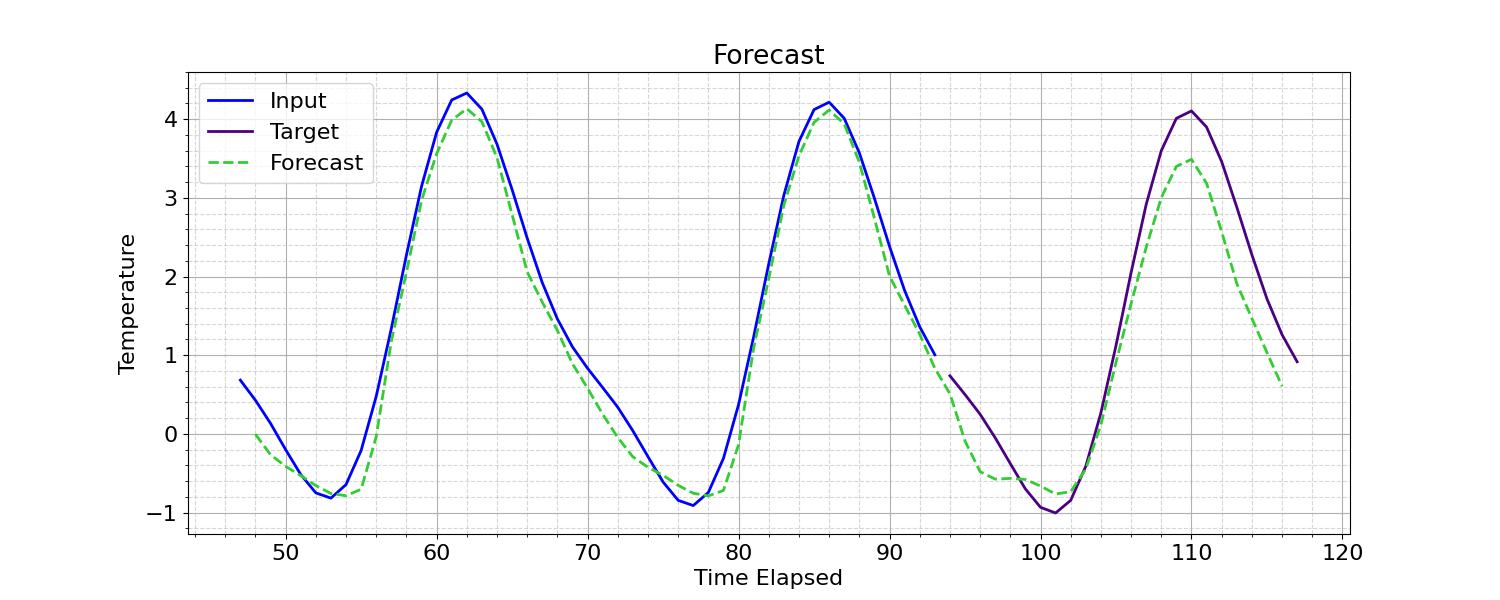 Forecast
Input
Target
Forecast
Temperature
4
3
2
1
0
−1
50 60 70 80 90 100 110 120
Time Elapsed